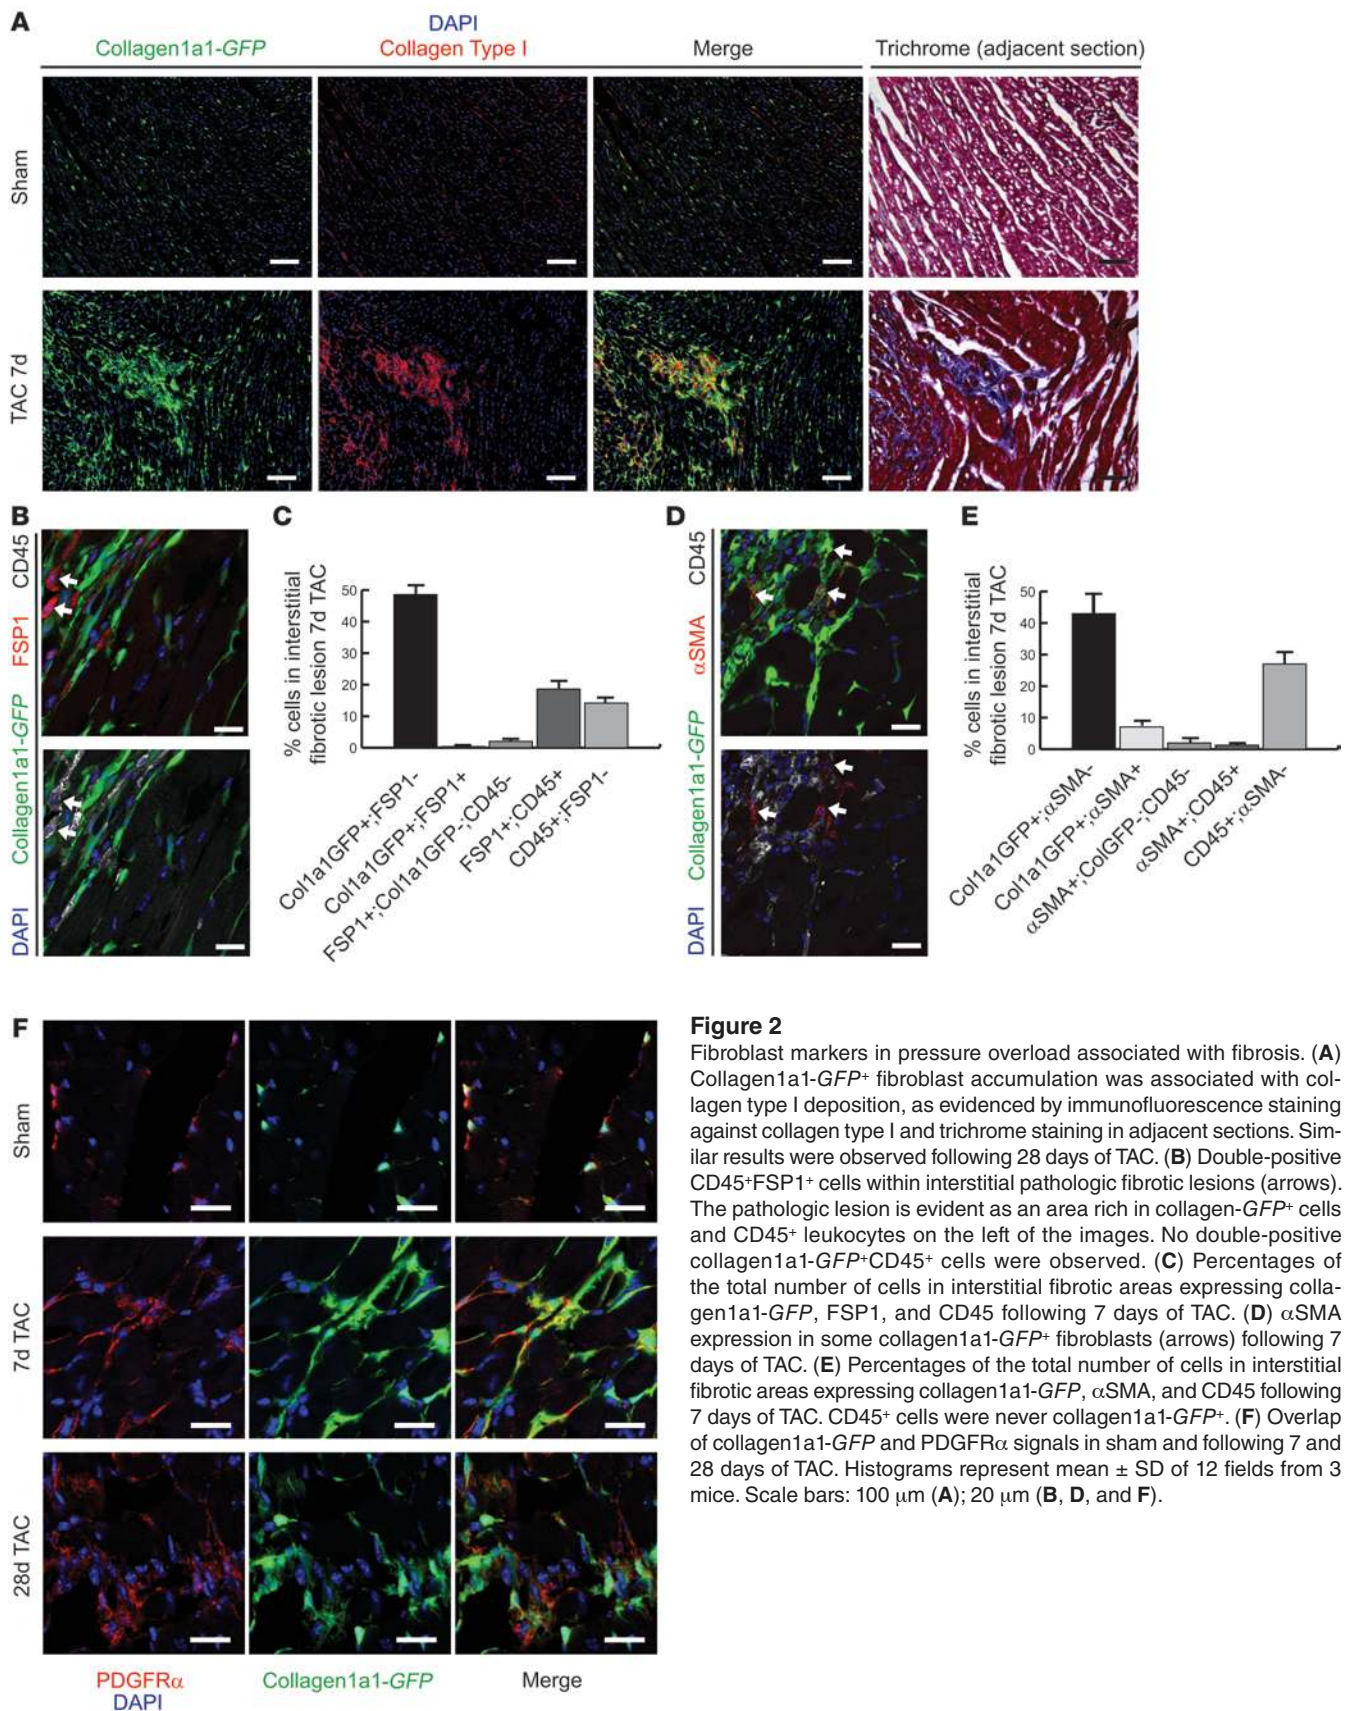 A
DAPI
Collagen1a1-GFP
Collagen Type I
Merge
Trichrome (adjacent section)
Sham
TAC 7d
B
DAPI Collagen1a1-GFP FSP1 CD45
C
% cells in interstitial
fibrotic lesion 7d TAC
50
40
30
20
10
0
Col1a1GFP+;FSP1-
Col1a1GFP+;FSP1+
FSP1+;Col1a1GFP-;CD45-
FSP1+;CD45+
CD45+;FSP1-
D
DAPI Collagen1a1-GFP αSMA CD45
E
% cells in interstitial
fibrotic lesion 7d TAC
50
40
30
20
10
0
Col1a1GFP+;αSMA-
Col1a1GFP+;αSMA+
αSMA+;ColGFP-;CD45-
αSMA+;CD45+
CD45+;αSMA-
F
Sham
7d TAC
28d TAC
PDGFRα
DAPI
Collagen1a1-GFP
Merge
Figure 2
Fibroblast markers in pressure overload associated with fibrosis. (A)
Collagen1a1-GFP+ fibroblast accumulation was associated with col-
lagen type I deposition, as evidenced by immunofluorescence staining
against collagen type I and trichrome staining in adjacent sections. Sim-
ilar results were observed following 28 days of TAC. (B) Double-positive
CD45+FSP1+ cells within interstitial pathologic fibrotic lesions (arrows).
The pathologic lesion is evident as an area rich in collagen-GFP+ cells
and CD45+ leukocytes on the left of the images. No double-positive
collagen1a1-GFP+CD45+ cells were observed. (C) Percentages of
the total number of cells in interstitial fibrotic areas expressing colla-
gen1a1-GFP, FSP1, and CD45 following 7 days of TAC. (D) αSMA
expression in some collagen1a1-GFP+ fibroblasts (arrows) following 7
days of TAC. (E) Percentages of the total number of cells in interstitial
fibrotic areas expressing collagen1a1-GFP, αSMA, and CD45 following
7 days of TAC. CD45+ cells were never collagen1a1-GFP+. (F) Overlap
of collagen1a1-GFP and PDGFRα signals in sham and following 7 and
28 days of TAC. Histograms represent mean ± SD of 12 fields from 3
mice. Scale bars: 100 μm (A); 20 μm (B, D, and F).